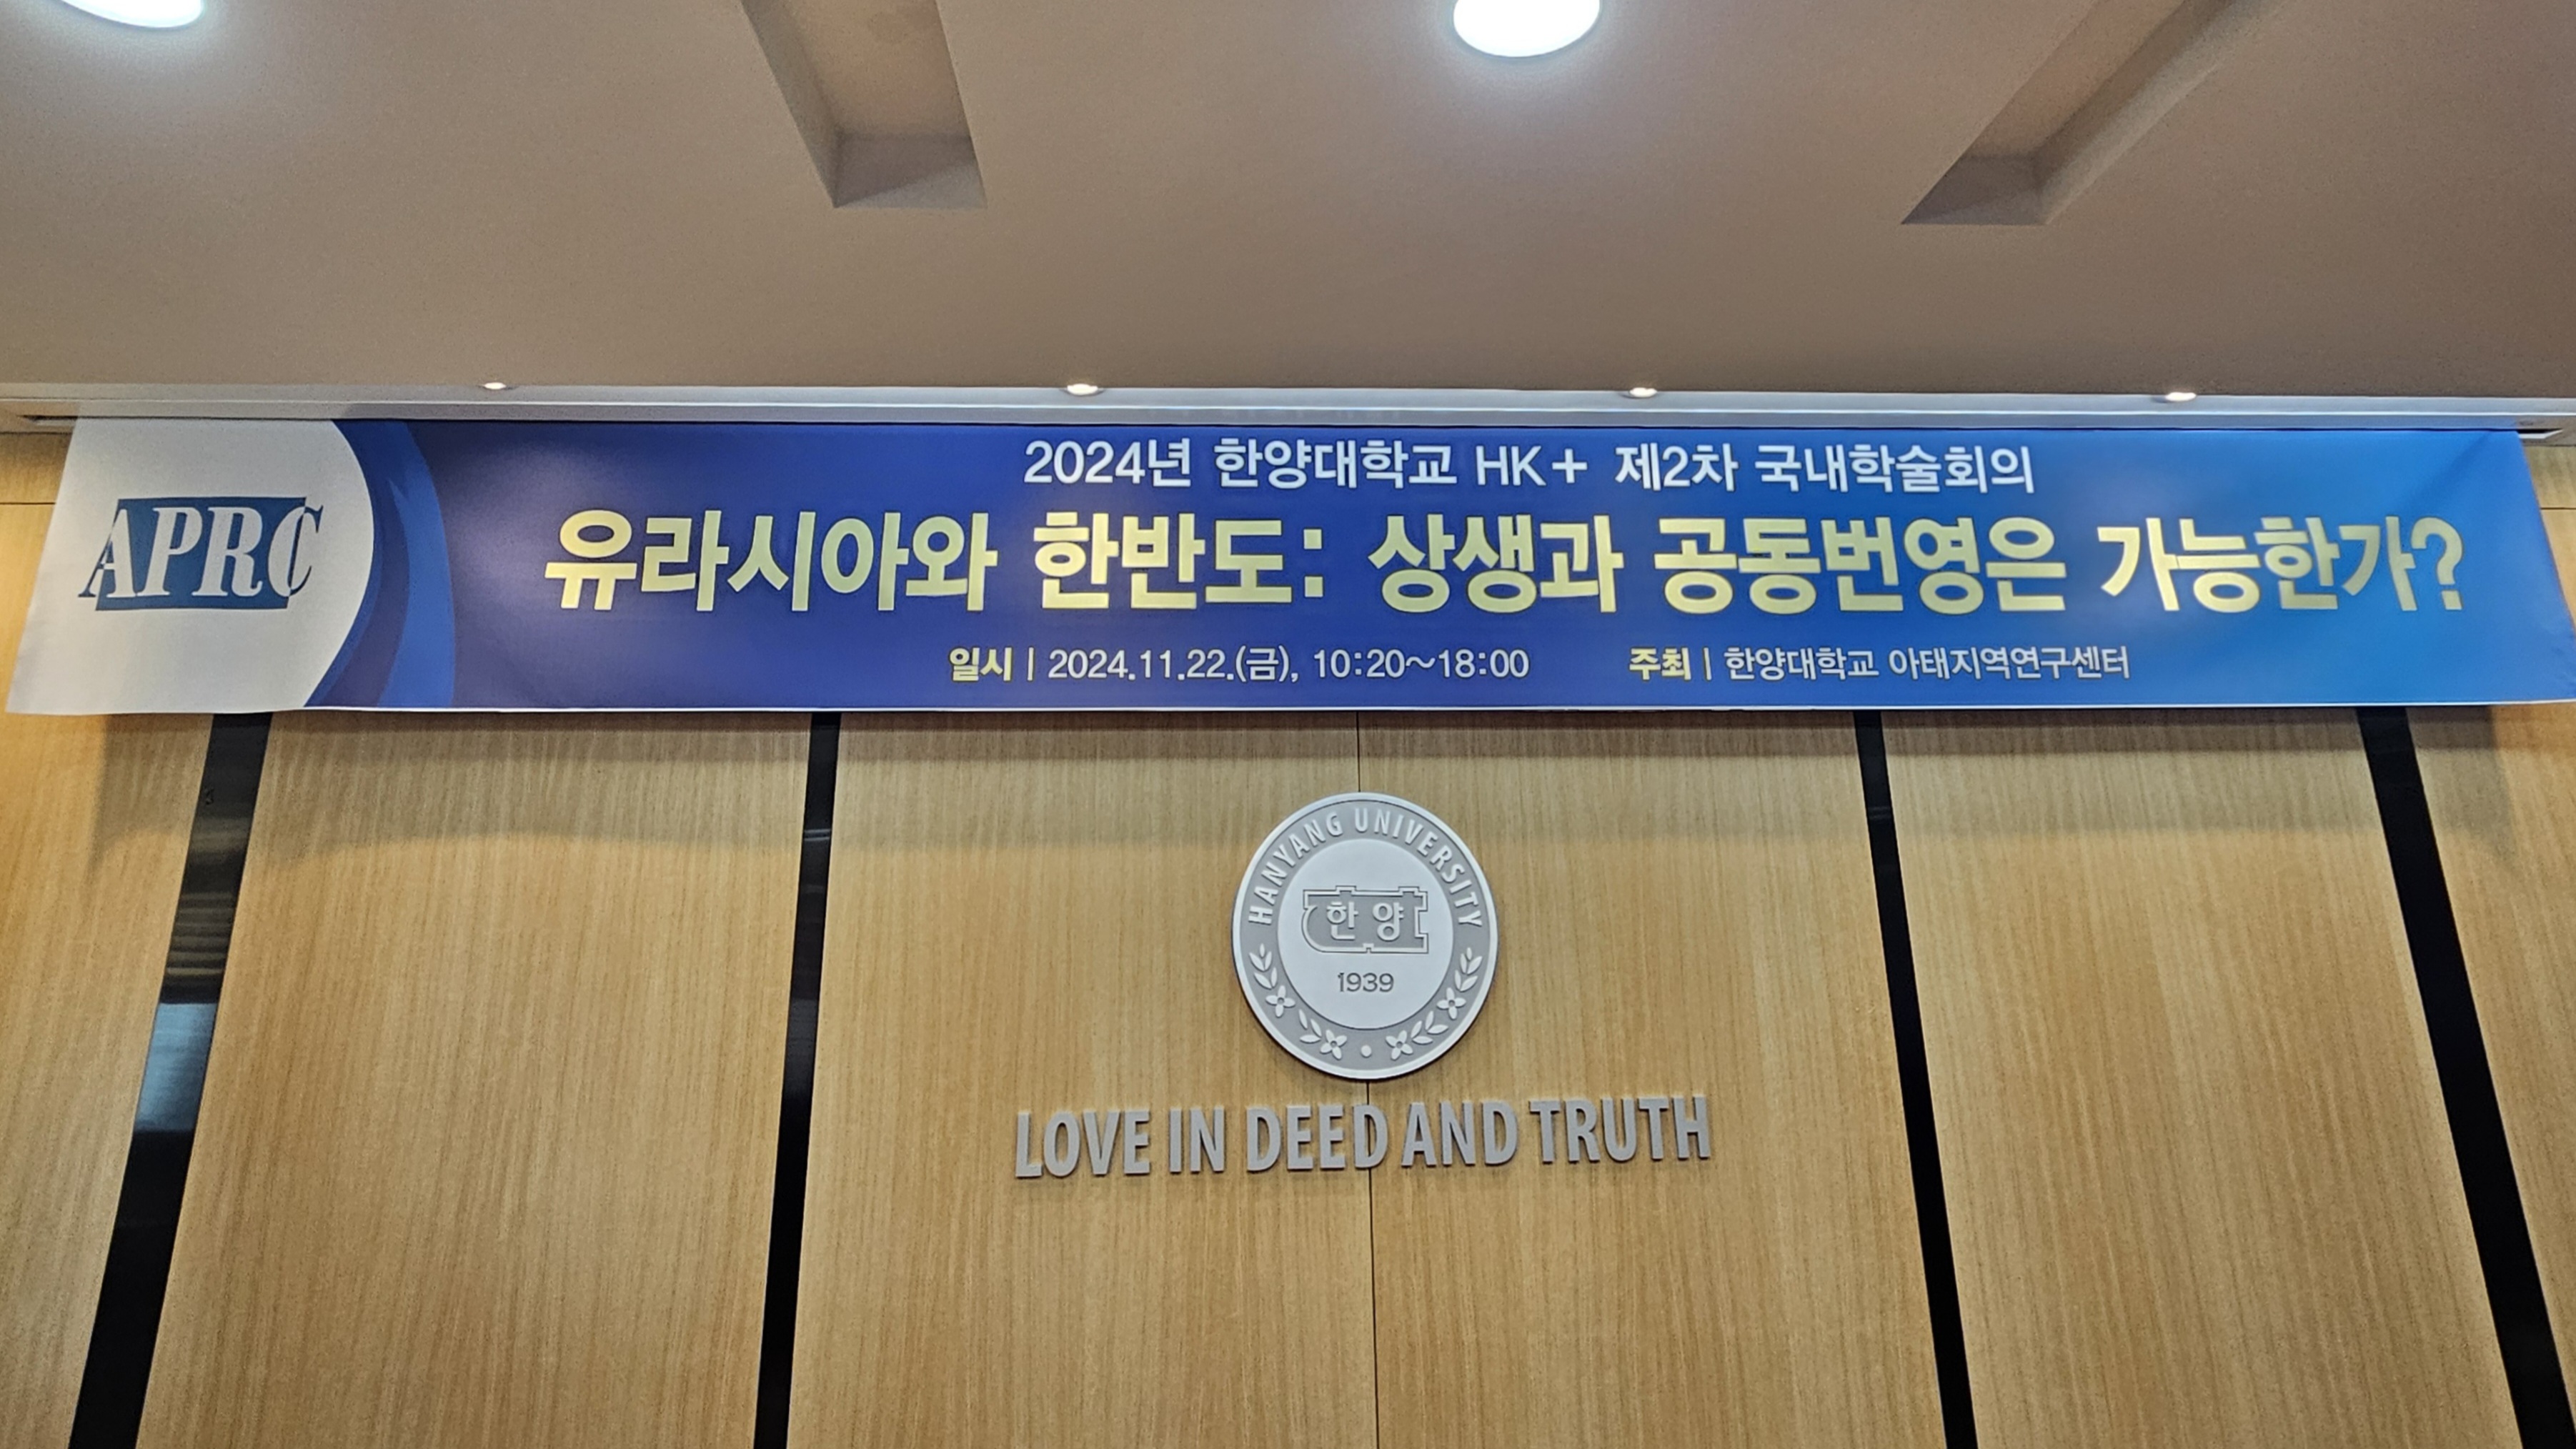 2024년 한양대학교 HK+ 제2차 국내학술회의
APRC
유라시아와 한반도: 상생과 공동번영은 가능한가?
일시 | 2024.11.22.(금), 10:20~18:00 주최 | 한양대학교 아태지역연구센터
HANYANG UNIVERSITY
한양
1939
LOVE IN DEED AND TRUTH